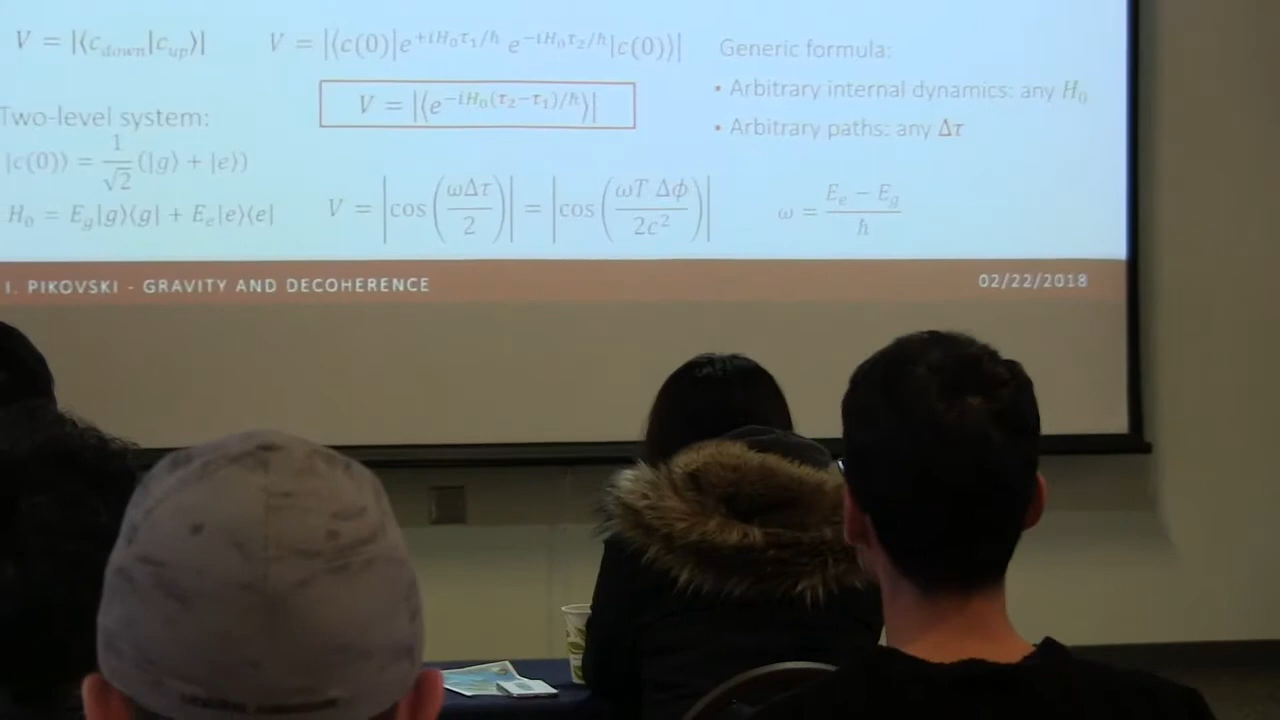 V = |⟨c_down|c_up⟩|
V = |⟨c(0)|e^{+iH₀τ₁/ħ} e^{-iH₀τ₂/ħ}|c(0)⟩|
V = |⟨e^{-iH₀(τ₂-τ₁)/ħ}⟩|
Generic formula:
• Arbitrary internal dynamics: any H₀
• Arbitrary paths: any Δτ
Two-level system:
|c(0)⟩ = 1/√2 (|g⟩ + |e⟩)
H₀ = E_g|g⟩⟨g| + E_e|e⟩⟨e|
V = |cos(ωΔτ/2)| = |cos(ωT Δϕ/2c²)|
ω = (E_e − E_g)/ħ
I. PIKOVSKI - GRAVITY AND DECOHERENCE
02/22/2018